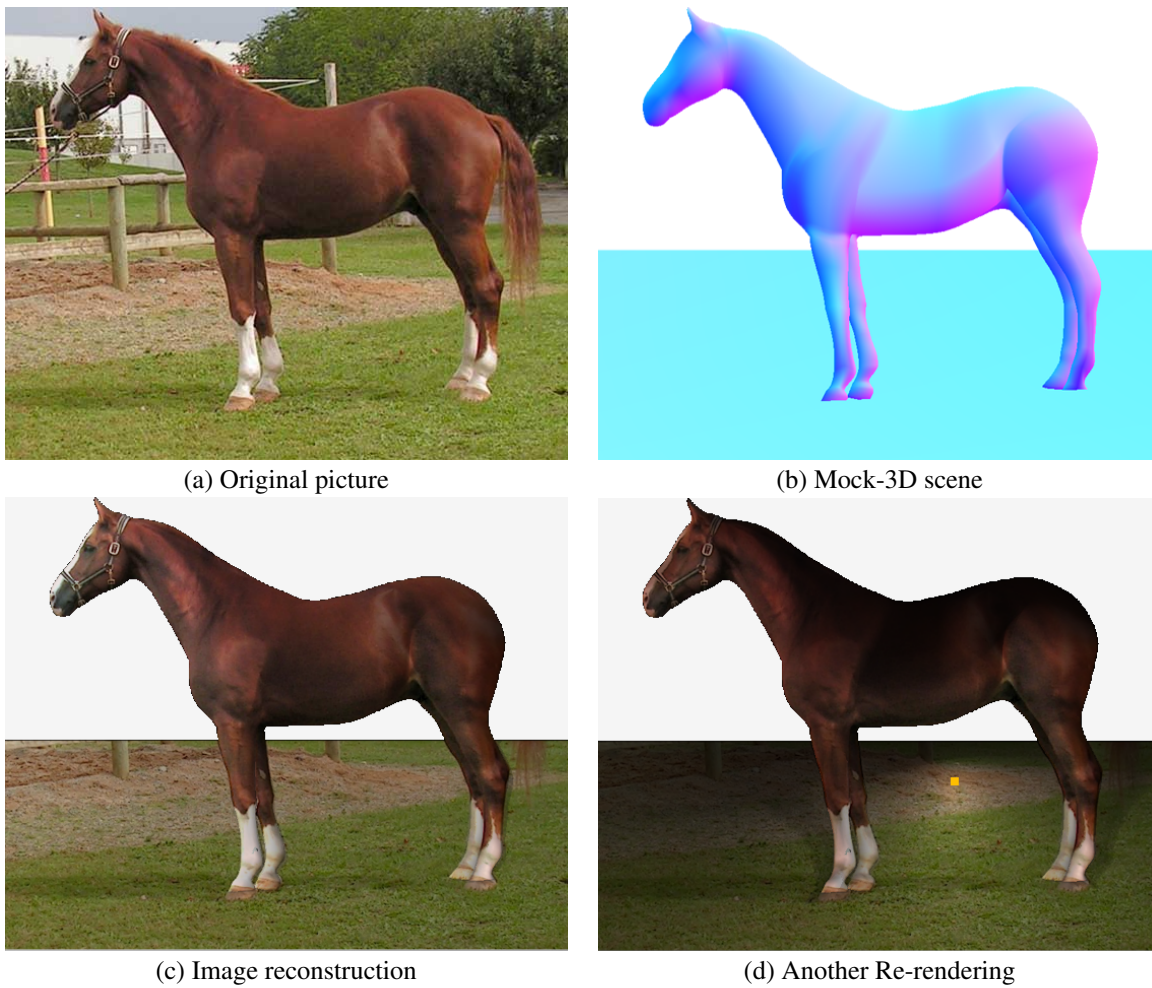 (a) Original picture
(b) Mock-3D scene
(c) Image reconstruction
(d) Another Re-rendering